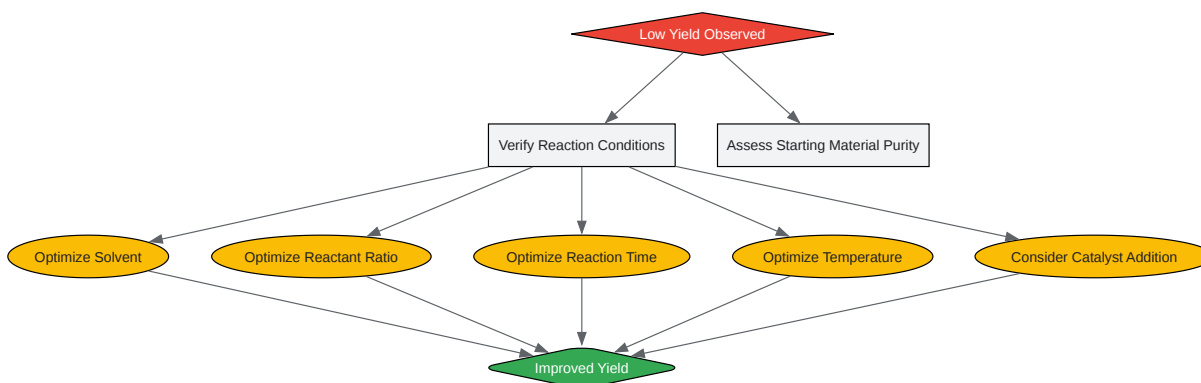 Low Yield Observed
Verify Reaction Conditions
Assess Starting Material Purity
Optimize Solvent
Optimize Reactant Ratio
Optimize Reaction Time
Optimize Temperature
Consider Catalyst Addition
Improved Yield